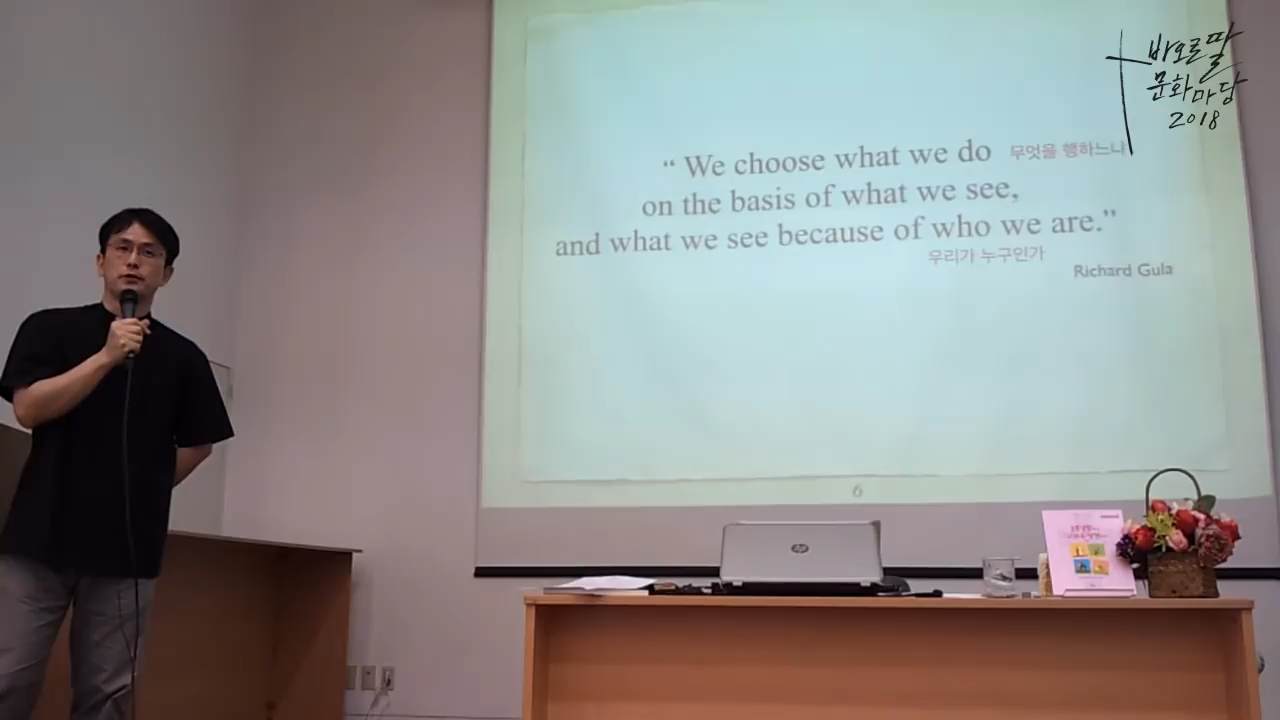 바오로딸
문화마당
2018
“ We choose what we do 무엇을 행하느냐
on the basis of what we see,
and what we see because of who we are.”
우리가 누구인가
Richard Gula
6
hp